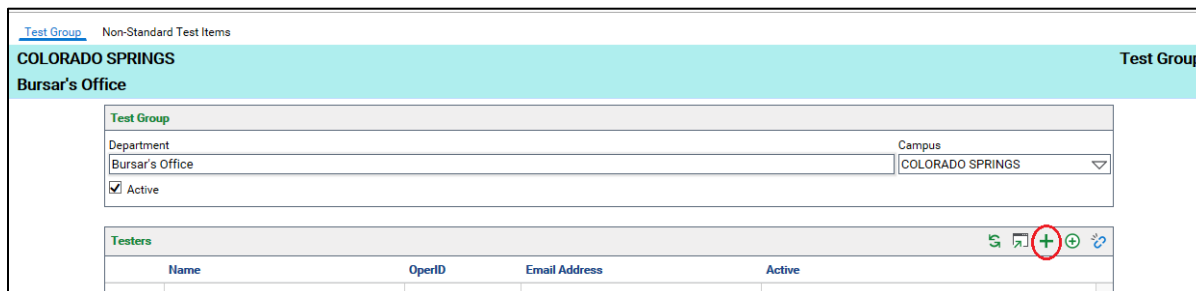 Test Group Non-Standard Test Items
COLORADO SPRINGS Test Group
Bursar's Office
Test Group
Department Campus
Bursar's Office COLORADO SPRINGS
Active
Testers
Name OperID Email Address Active